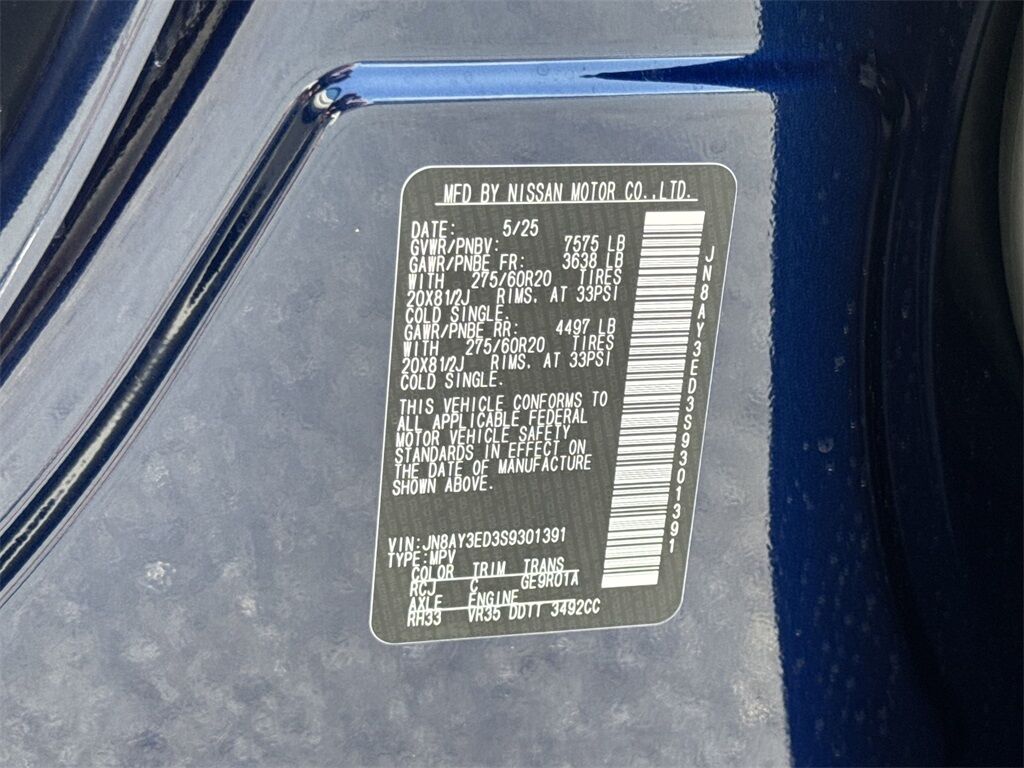 MFD BY NISSAN MOTOR CO.,LTD.
DATE: 5/25
GVWR/PNBV: 7575 LB
GAWR/PNBE FR: 3638 LB
WITH 275/60R20 TIRES
20X81/2J RIMS, AT 33PSI
COLD SINGLE.
GAWR/PNBE RR: 4497 LB
WITH 275/60R20 TIRES
20X81/2J RIMS, AT 33PSI
COLD SINGLE.
THIS VEHICLE CONFORMS TO
ALL APPLICABLE FEDERAL
MOTOR VEHICLE SAFETY
STANDARDS IN EFFECT ON
THE DATE OF MANUFACTURE
SHOWN ABOVE.
VIN:JN8AY3ED3S9301391
TYPE:MPV
COLOR TRIM TRANS
RCJ C GE9R01A
AXLE ENGINE
RH33 VR35 DDTT 3492CC
JN8AY3ED3S9301391